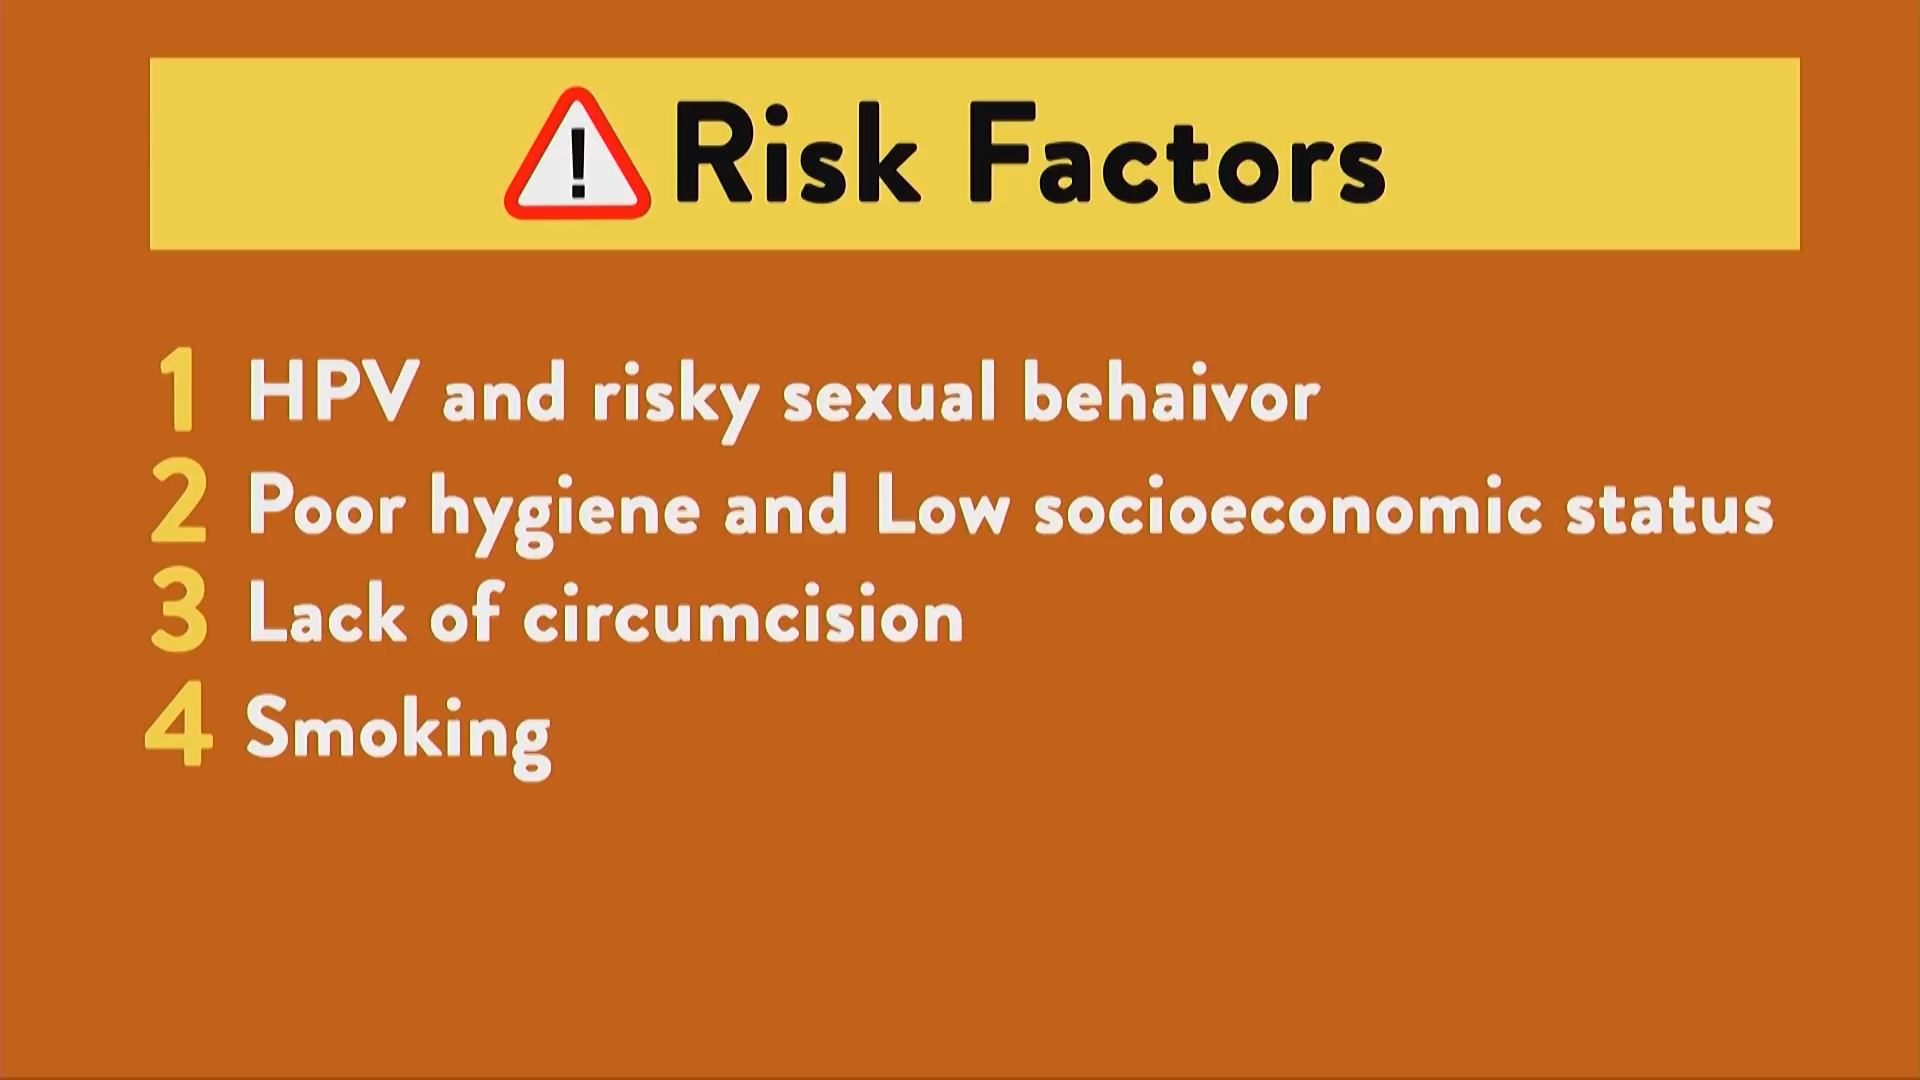 ! Risk Factors
1 HPV and risky sexual behaivor
2 Poor hygiene and Low socioeconomic status
3 Lack of circumcision
4 Smoking